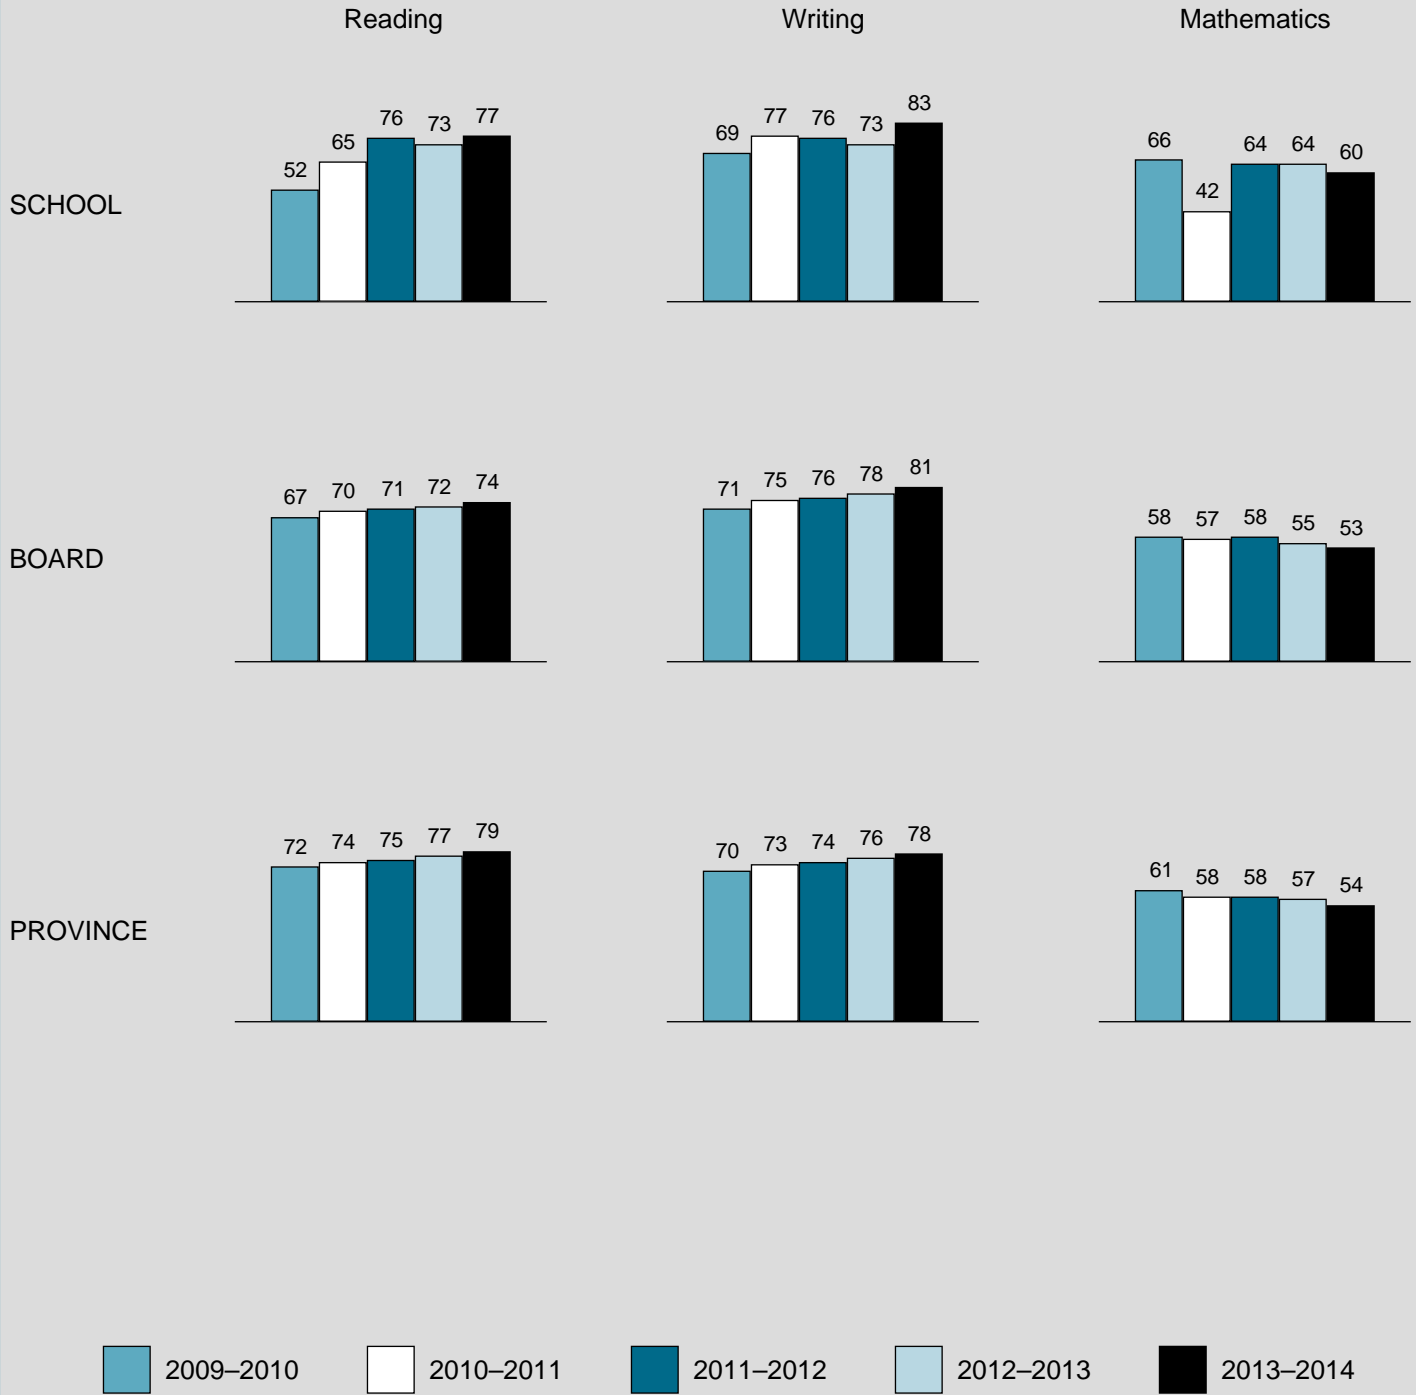 Reading Writing Mathematics
SCHOOL
52 65 76 73 77
69 77 76 73 83
66 42 64 64 60
BOARD
67 70 71 72 74
71 75 76 78 81
58 57 58 55 53
PROVINCE
72 74 75 77 79
70 73 74 76 78
61 58 58 57 54
2009–2010 2010–2011 2011–2012 2012–2013 2013–2014